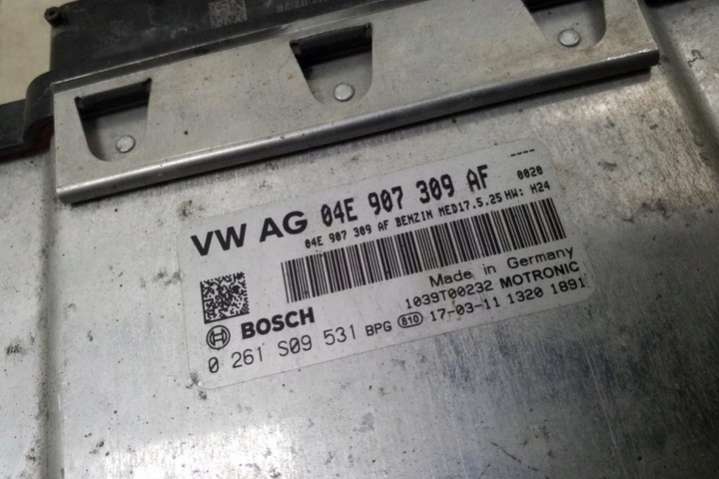 ----
VW AG 04E 907 309 AF 0020
04E 907 309 AF BENZIN MED17.5.25 HW: H24
Made in Germany
1039T00232 MOTRONIC
BOSCH
0 261 S09 531 BPG 810 17-03-11 1320 1891